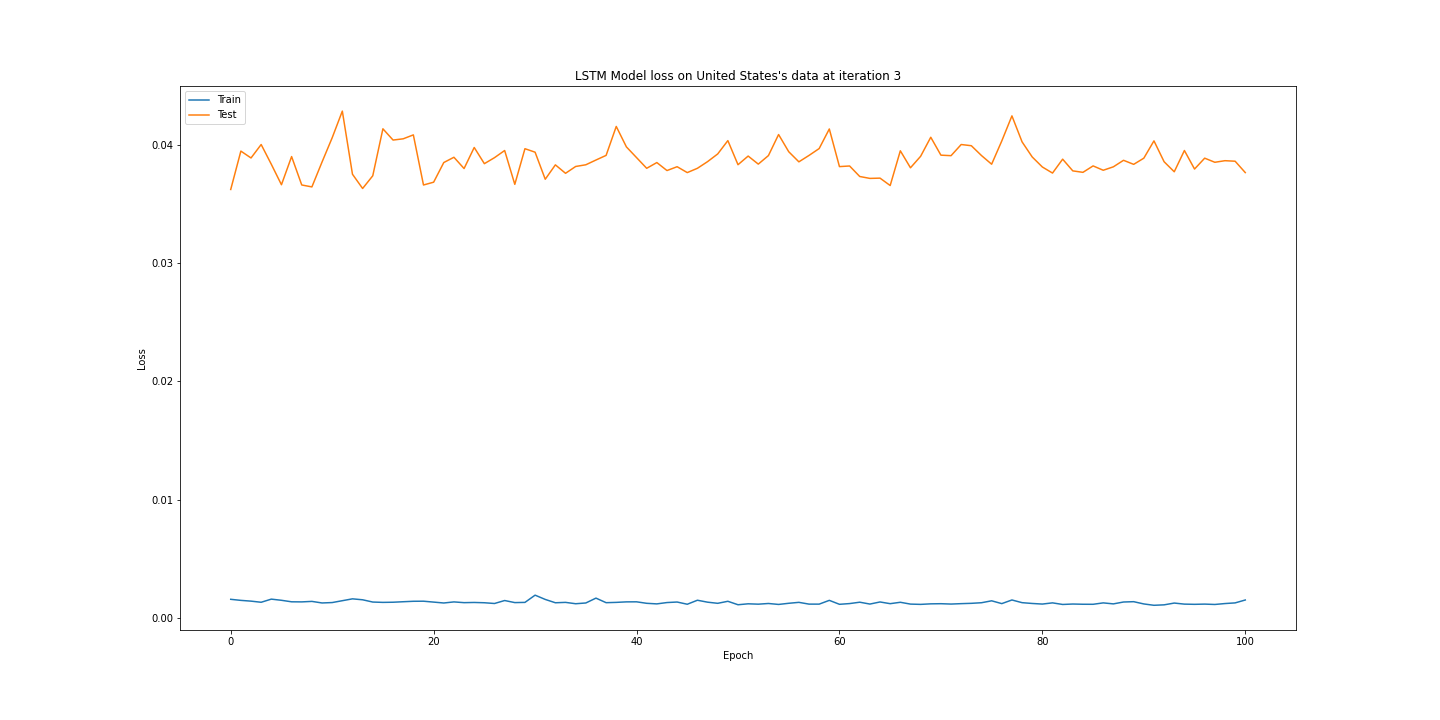 LSTM Model loss on United States's data at iteration 3
Train
Test
0.04
0.03
0.02
0.01
0.00
Loss
0 20 40 60 80 100
Epoch